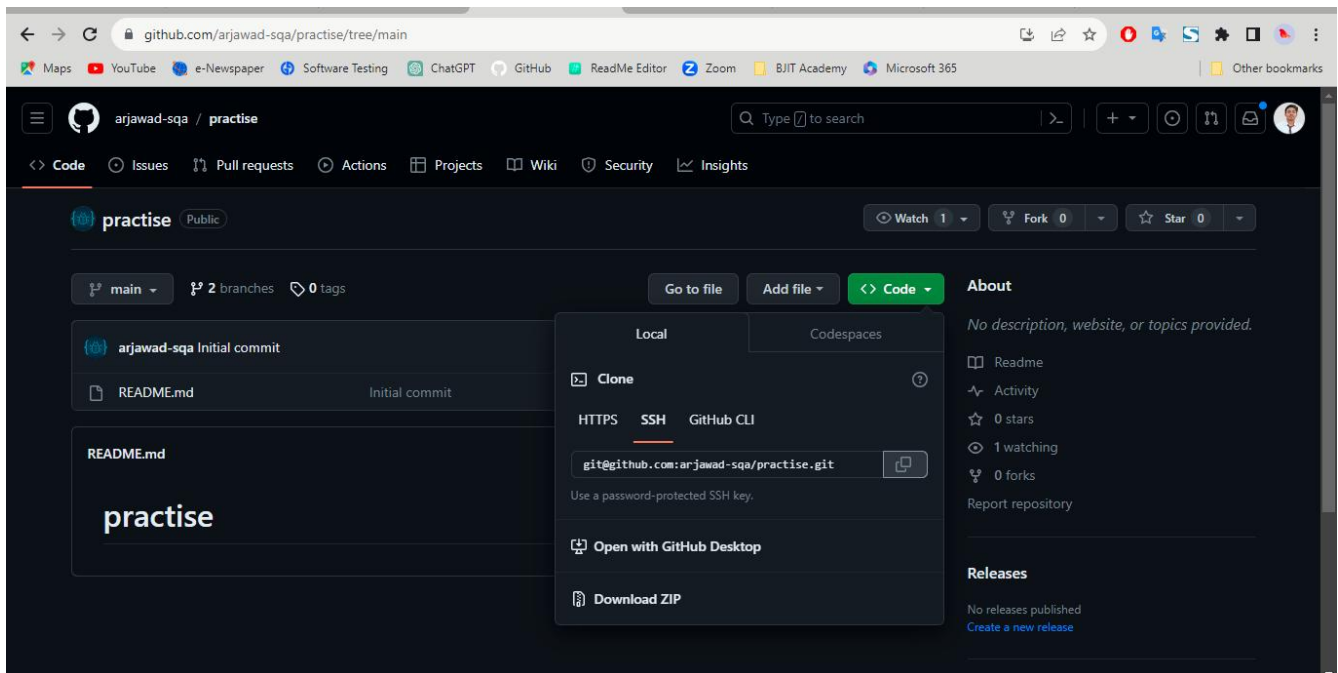 github.com/arjawad-sqa/practise/tree/main
Maps YouTube e-Newspaper Software Testing ChatGPT GitHub ReadMe Editor Zoom BJIT Academy Microsoft 365 Other bookmarks
arjawad-sqa / practise Type / to search
Code Issues Pull requests Actions Projects Wiki Security Insights
practise Public Watch 1 Fork 0 Star 0
main 2 branches 0 tags Go to file Add file Code
arjawad-sqa Initial commit
README.md Initial commit
README.md
practise
Local Codespaces
Clone
HTTPS SSH GitHub CLI
git@github.com:arjawad-sqa/practise.git
Use a password-protected SSH key.
Open with GitHub Desktop
Download ZIP
About
No description, website, or topics provided.
Readme
Activity
0 stars
1 watching
0 forks
Report repository
Releases
No releases published
Create a new release